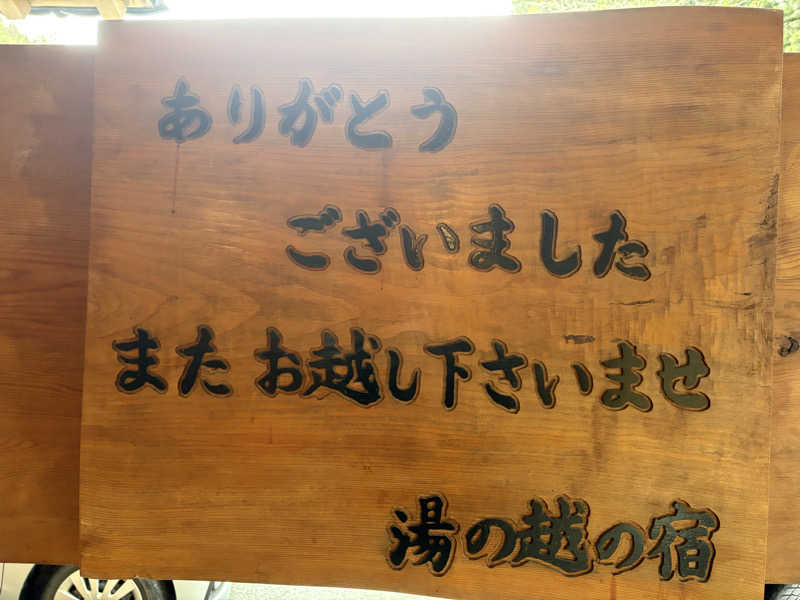 ありがとう
ございました
またお越し下さいませ
湯の越の宿